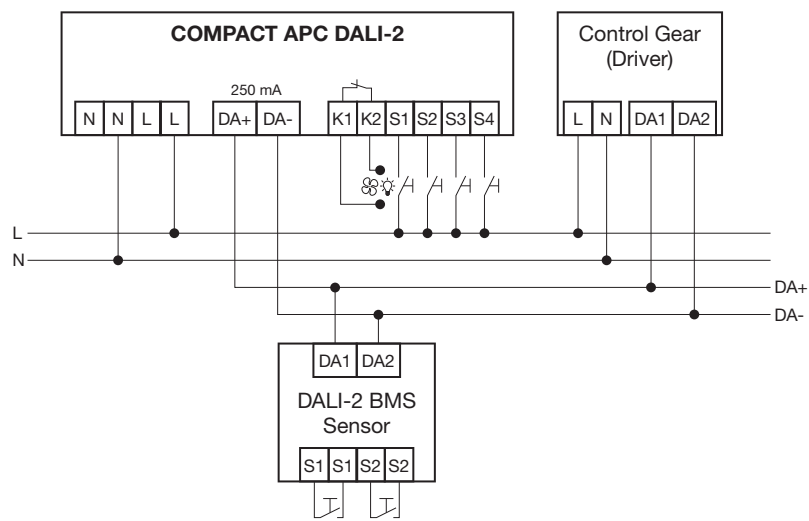 COMPACT APC DALI-2
Control Gear
(Driver)
250 mA
N N L L DA+ DA- K1 K2 S1 S2 S3 S4
L N DA1 DA2
L
N
DA+
DA-
DA1 DA2
DALI-2 BMS
Sensor
S1 S1 S2 S2